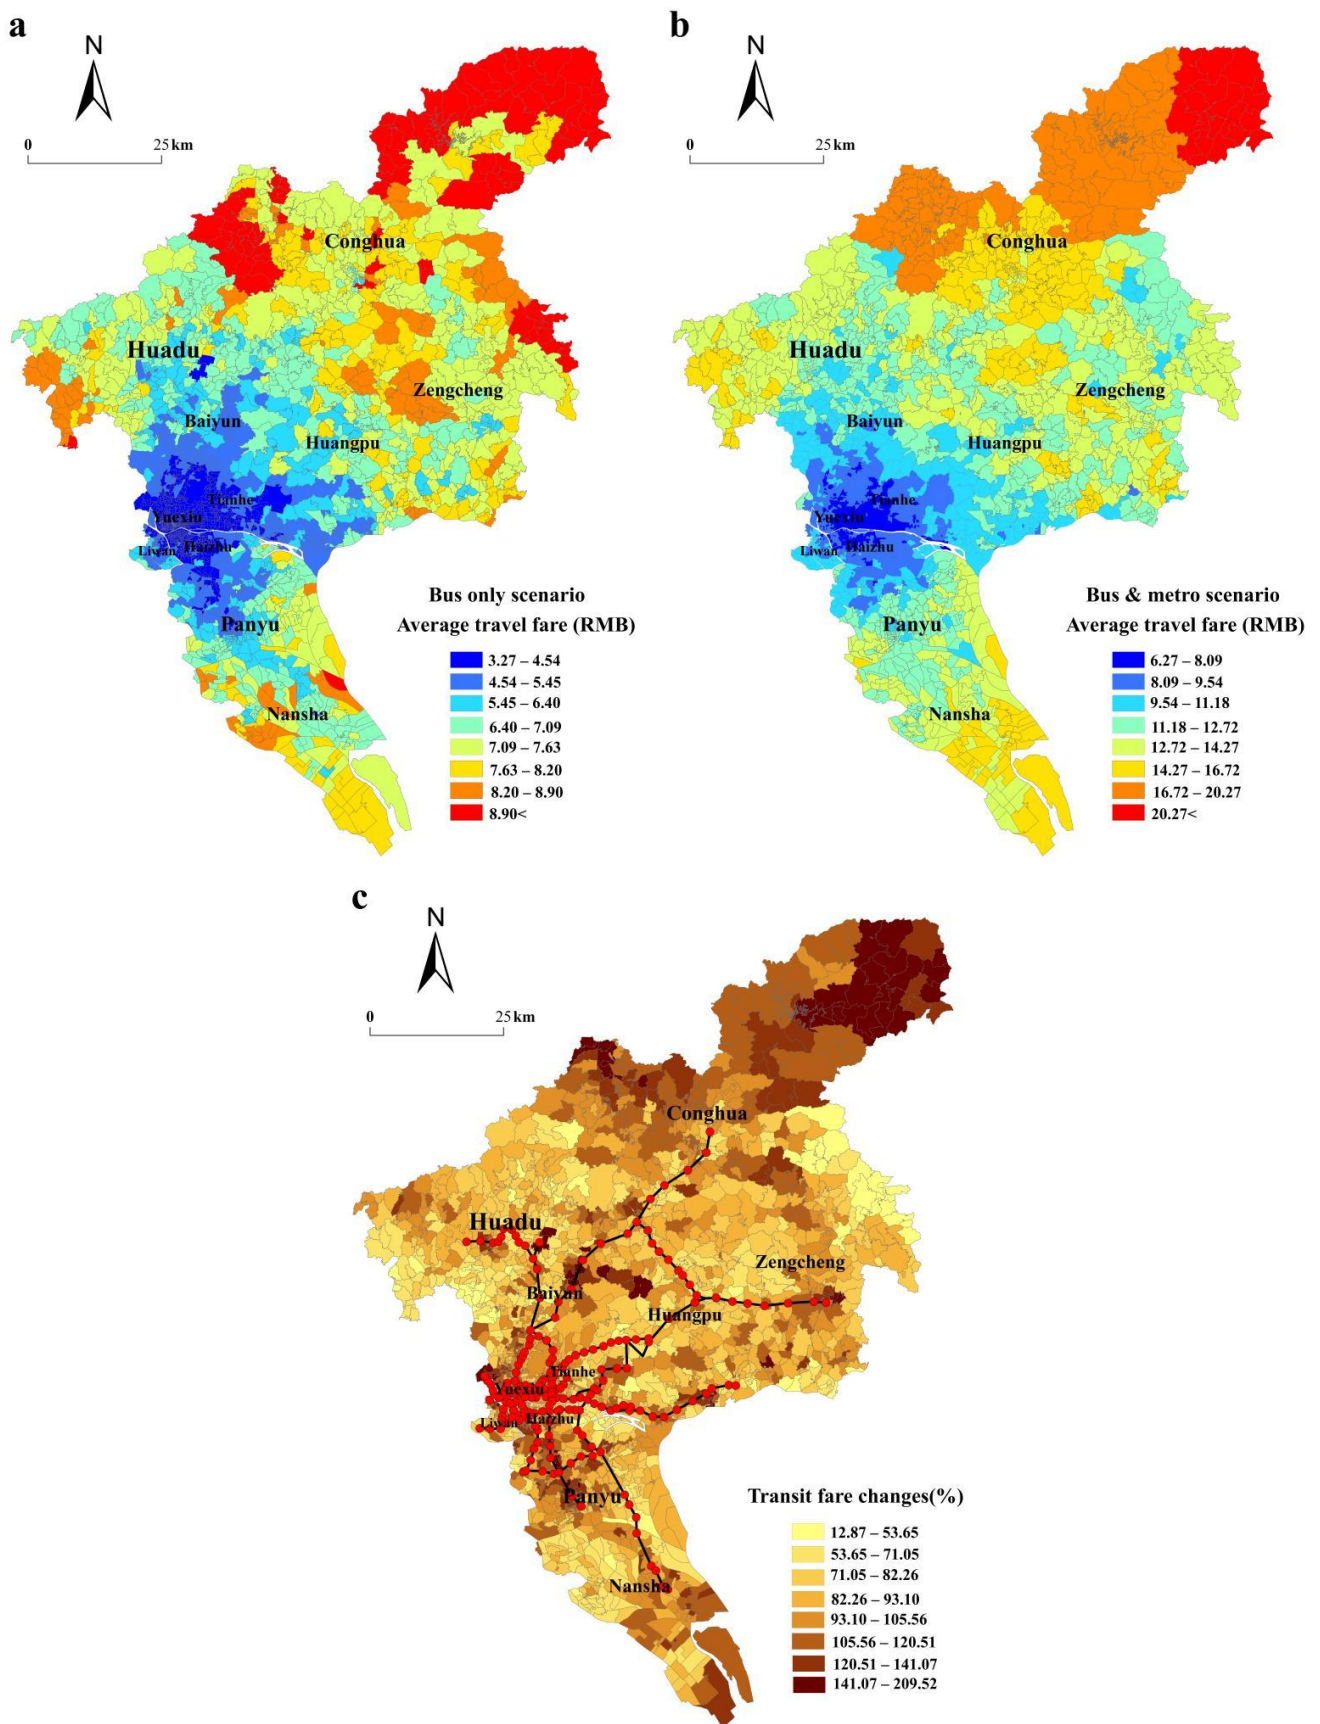 a
N
0 25 km
Conghua
Huadu
Zengcheng
Baiyun
Huangpu
Tianhe
Yuexiu
Liwan Haizhu
Panyu
Nansha
Bus only scenario
Average travel fare (RMB)
3.27 – 4.54
4.54 – 5.45
5.45 – 6.40
6.40 – 7.09
7.09 – 7.63
7.63 – 8.20
8.20 – 8.90
8.90<
b
N
0 25 km
Conghua
Huadu
Zengcheng
Baiyun
Huangpu
Tianhe
Yuexiu
Liwan Haizhu
Panyu
Nansha
Bus & metro scenario
Average travel fare (RMB)
6.27 – 8.09
8.09 – 9.54
9.54 – 11.18
11.18 – 12.72
12.72 – 14.27
14.27 – 16.72
16.72 – 20.27
20.27<
c
N
0 25 km
Conghua
Huadu
Zengcheng
Baiyun
Huangpu
Tianhe
Yuexiu
Liwan Haizhu
Panyu
Nansha
Transit fare changes(%)
12.87 – 53.65
53.65 – 71.05
71.05 – 82.26
82.26 – 93.10
93.10 – 105.56
105.56 – 120.51
120.51 – 141.07
141.07 – 209.52